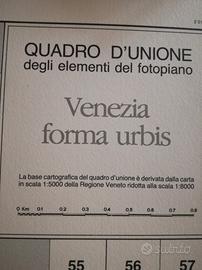 QUADRO D'UNIONE
degli elementi del fotopiano
Venezia
forma urbis
La base cartografica del quadro d'unione è derivata dalla carta
in scala 1:5000 della Regione Veneto ridotta alla scala 1:8000
0 Km 0.1 0.2 0.3 0.4 0.5 0.6 0.7 0.8
55 56 57
subito